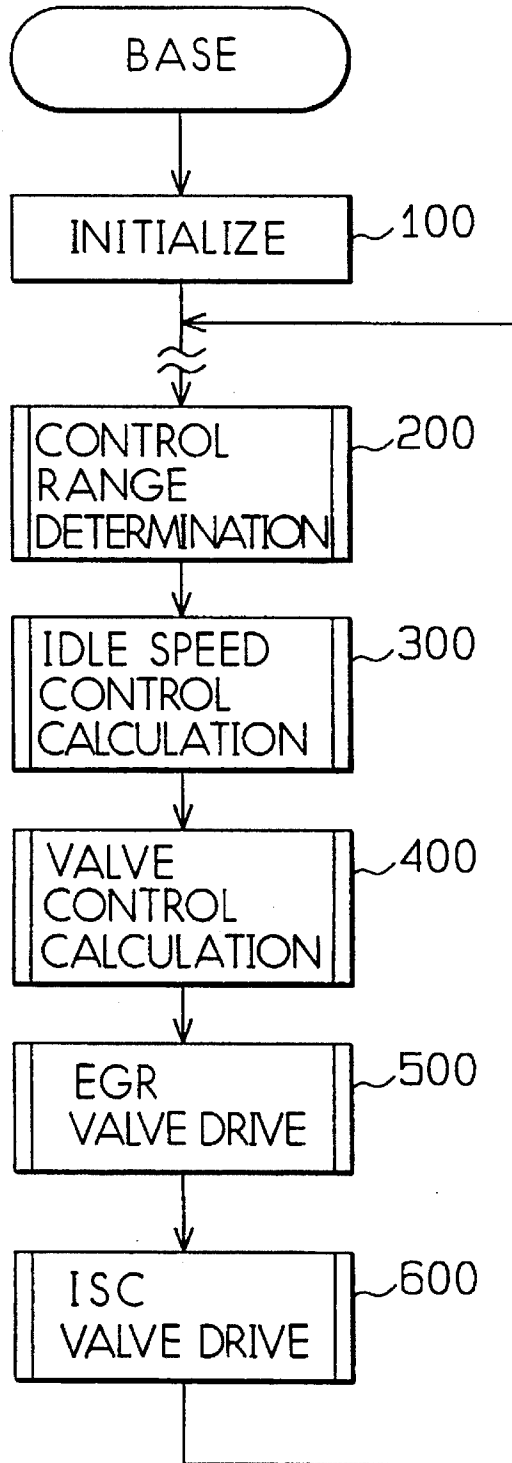 BASE
INITIALIZE
100
CONTROL
RANGE
DETERMINATION
200
IDLE SPEED
CONTROL
CALCULATION
300
VALVE
CONTROL
CALCULATION
400
EGR
VALVE DRIVE
500
ISC
VALVE DRIVE
600